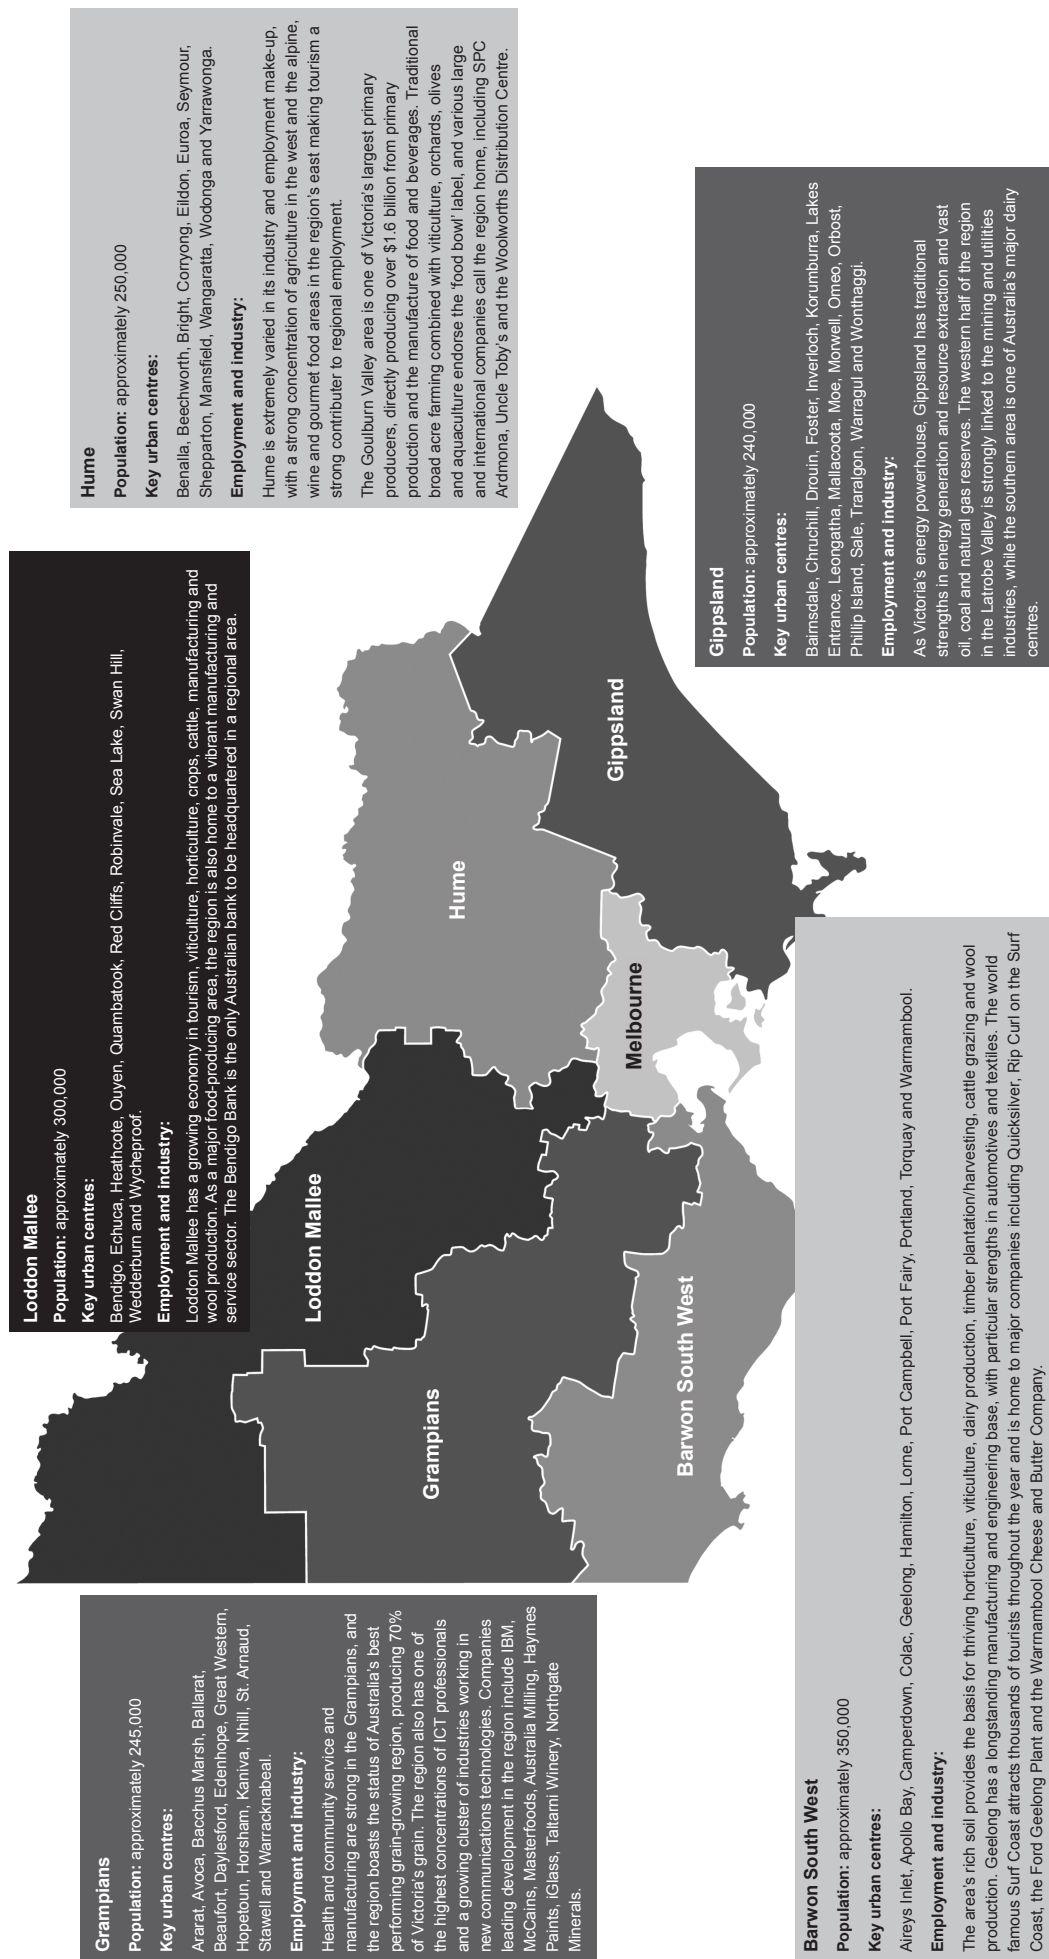 Loddon Mallee
Population: approximately 300,000
Key urban centres:
Bendigo, Echuca, Heathcote, Ouyen, Quambatook, Red Cliffs, Robinvale, Sea Lake, Swan Hill,
Wedderburn and Wycheproof.
Employment and industry:
Loddon Mallee has a growing economy in tourism, viticulture, horticulture, crops, cattle, manufacturing and
wool production. As a major food-producing area, the region is also home to a vibrant manufacturing and
service sector. The Bendigo Bank is the only Australian bank to be headquartered in a regional area.
Hume
Population: approximately 250,000
Key urban centres:
Benalla, Beechworth, Bright, Corryong, Eildon, Euroa, Seymour,
Shepparton, Mansfield, Wangaratta, Wodonga and Yarrawonga.
Employment and industry:
Hume is extremely varied in its industry and employment make-up,
with a strong concentration of agriculture in the west and the alpine,
wine and gourmet food areas in the region's east making tourism a
strong contributer to regional employment.
The Goulburn Valley area is one of Victoria's largest primary
producers, directly producing over $1.6 billion from primary
production and the manufacture of food and beverages. Traditional
broad acre farming combined with viticulture, orchards, olives
and aquaculture endorse the 'food bowl' label, and various large
and international companies call the region home, including SPC
Ardmona, Uncle Toby's and the Woolworths Distribution Centre.
Grampians
Population: approximately 245,000
Key urban centres:
Ararat, Avoca, Bacchus Marsh, Ballarat,
Beaufort, Daylesford, Edenhope, Great Western,
Hopetoun, Horsham, Kaniva, Nhill, St. Arnaud,
Stawell and Warracknabeal.
Employment and industry:
Health and community service and
manufacturing are strong in the Grampians, and
the region boasts the status of Australia's best
performing grain-growing region, producing 70%
of Victoria's grain. The region also has one of
the highest concentrations of ICT professionals
and a growing cluster of industries working in
new communications technologies. Companies
leading development in the region include IBM,
McCains, Masterfoods, Australia Milling, Haymes
Paints, iGlass, Taltarni Winery, Northgate
Minerals.
Loddon Mallee
Grampians
Hume
Barwon South West
Melbourne
Gippsland
Barwon South West
Population: approximately 350,000
Key urban centres:
Aireys Inlet, Apollo Bay, Camperdown, Colac, Geelong, Hamilton, Lorne, Port Campbell, Port Fairy, Portland, Torquay and Warrnambool.
Employment and industry:
The area's rich soil provides the basis for thriving horticulture, viticulture, dairy production, timber plantation/harvesting, cattle grazing and wool
production. Geelong has a longstanding manufacturing and engineering base, with particular strengths in automotives and textiles. The world
famous Surf Coast attracts thousands of tourists throughout the year and is home to major companies including Quicksilver, Rip Curl on the Surf
Coast, the Ford Geelong Plant and the Warrnambool Cheese and Butter Company.
Gippsland
Population: approximately 240,000
Key urban centres:
Bairnsdale, Chruchill, Drouin, Foster, Inverloch, Korumburra, Lakes
Entrance, Leongatha, Mallacoota, Moe, Morwell, Omeo, Orbost,
Phillip Island, Sale, Traralgon, Warragul and Wonthaggi.
Employment and industry:
As Victoria's energy powerhouse, Gippsland has traditional
strengths in energy generation and resource extraction and vast
oil, coal and natural gas reserves. The western half of the region
in the Latrobe Valley is strongly linked to the mining and utilities
industries, while the southern area is one of Australia's major dairy
centres.